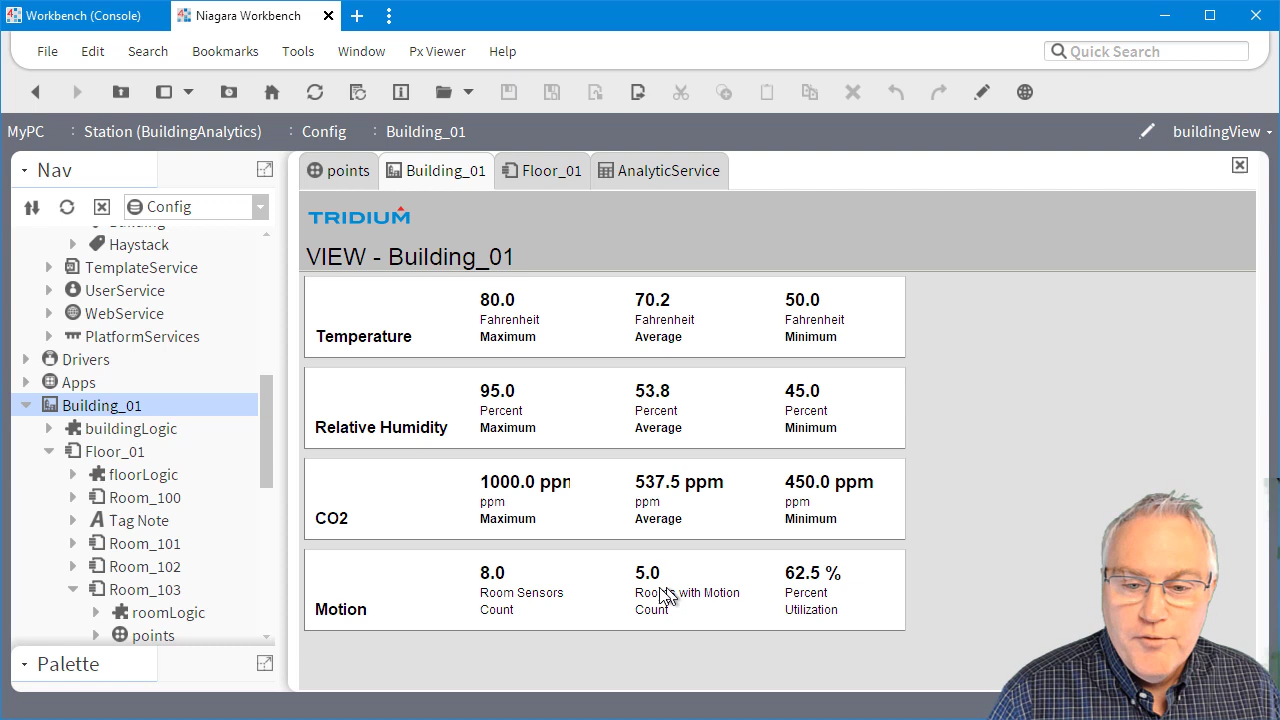 Workbench (Console)
Niagara Workbench
File Edit Search Bookmarks Tools Window Px Viewer Help
Quick Search
MyPC : Station (BuildingAnalytics) : Config : Building_01
buildingView
Nav
Config
Haystack
TemplateService
UserService
WebService
PlatformServices
Drivers
Apps
Building_01
buildingLogic
Floor_01
floorLogic
Room_100
Tag Note
Room_101
Room_102
Room_103
roomLogic
points
Palette
points
Building_01
Floor_01
AnalyticService
TRIDIUM
VIEW - Building_01
80.0 70.2 50.0
Fahrenheit Fahrenheit Fahrenheit
Temperature Maximum Average Minimum
95.0 53.8 45.0
Percent Percent Percent
Relative Humidity Maximum Average Minimum
1000.0 ppm 537.5 ppm 450.0 ppm
ppm ppm ppm
CO2 Maximum Average Minimum
8.0 5.0 62.5 %
Room Sensors Rooms with Motion Percent
Motion Count Count Utilization